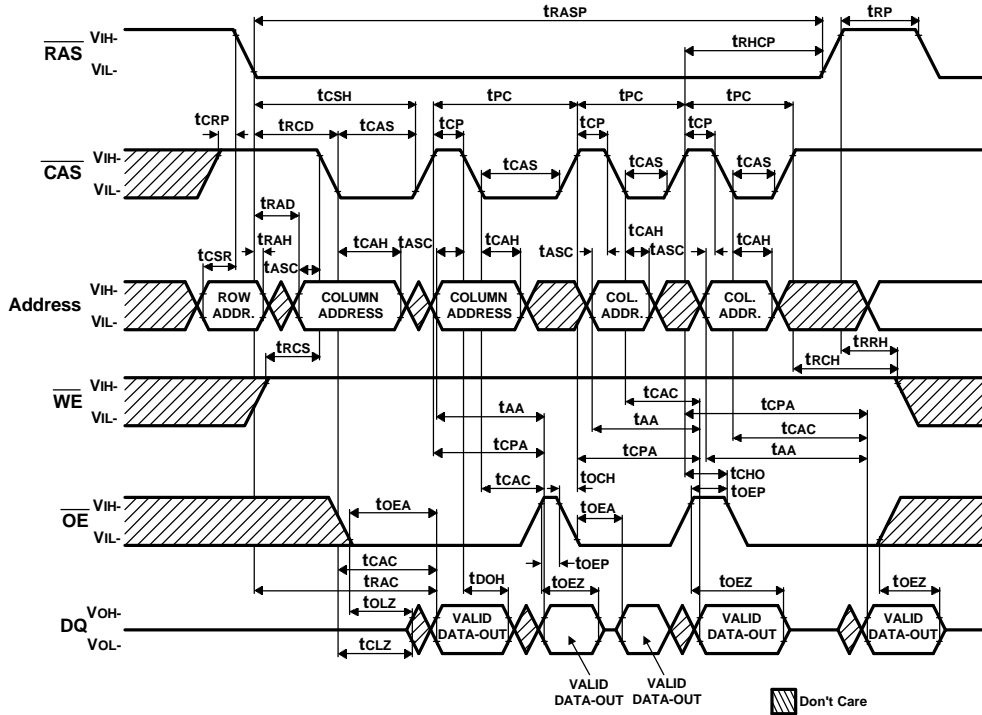 tRASP
tRP
VIH-
RAS
VIL-
tRHCP
tCSH
tPC
tPC
tPC
tCRP
tRCD
tCAS
tCP
tCP
tCP
VIH-
CAS
VIL-
tCAS
tCAS
tCAS
tRAD
tRAH
tCSR
tASC
tCAH
tASC
tCAH
tASC
tCAH
tASC
tCAH
VIH-
Address
VIL-
ROW
ADDR.
COLUMN
ADDRESS
COLUMN
ADDRESS
COL.
ADDR.
COL.
ADDR.
tRCS
tRRH
tRCH
VIH-
WE
VIL-
tCAC
tCPA
tAA
tAA
tCAC
tCPA
tCPA
tAA
tCAC
tOCH
tCHO
tOEP
VIH-
OE
VIL-
tOEA
tOEA
tCAC
tOEP
tRAC
tDOH
tOEZ
tOEZ
tOEZ
tOLZ
VOH-
DQ
VOL-
VALID
DATA-OUT
VALID
DATA-OUT
VALID
DATA-OUT
tCLZ
VALID
DATA-OUT
VALID
DATA-OUT
Don't Care